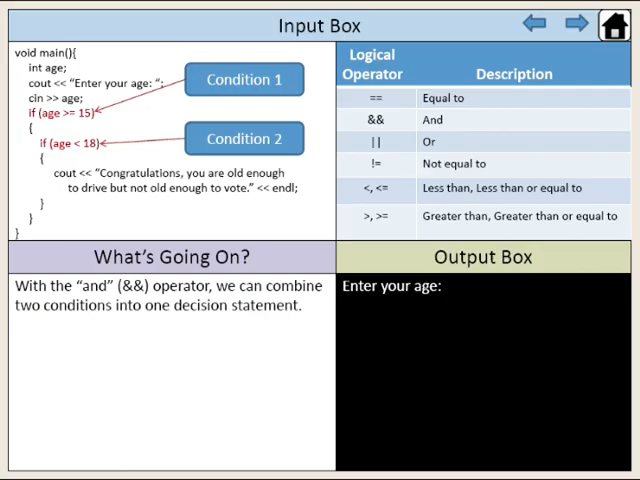 Input Box
void main(){
int age;
cout << “Enter your age: “;
cin >> age;
if (age >= 15)
{
if (age < 18)
{
cout << “Congratulations, you are old enough
to drive but not old enough to vote.” << endl;
}
}
}
Condition 1
Condition 2
Logical Operator Description
== Equal to
&& And
|| Or
!= Not equal to
<, <= Less than, Less than or equal to
>, >= Greater than, Greater than or equal to
What’s Going On?
With the “and” (&&) operator, we can combine
two conditions into one decision statement.
Output Box
Enter your age: